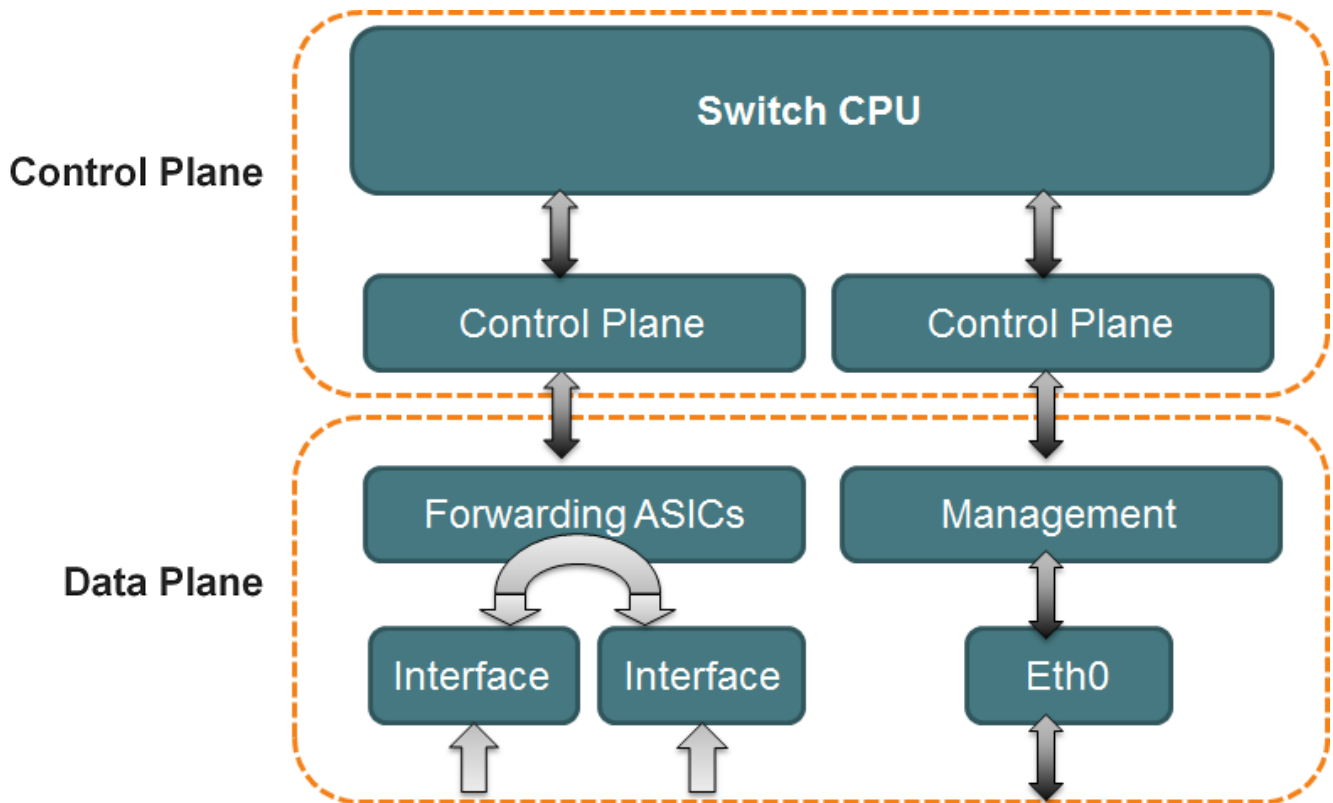 Switch CPU
Control Plane
Control Plane
Control Plane
Forwarding ASICs
Management
Data Plane
Interface
Interface
Eth0